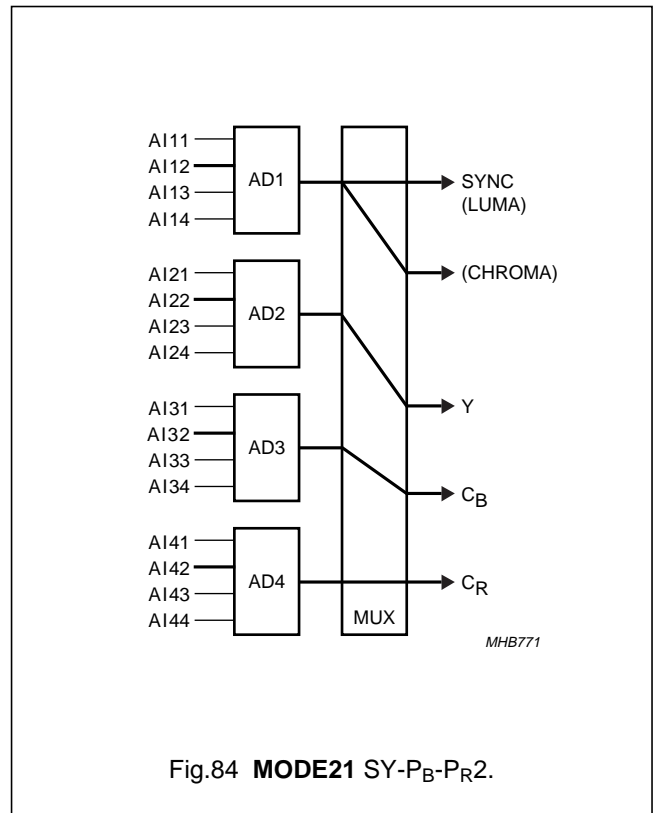 AI11
AI12
AI13
AI14
AD1
SYNC
(LUMA)
(CHROMA)
AI21
AI22
AI23
AI24
AD2
Y
AI31
AI32
AI33
AI34
AD3
CB
AI41
AI42
AI43
AI44
AD4
CR
MUX
MHB771
Fig.84 MODE21 SY-PB-PR2.